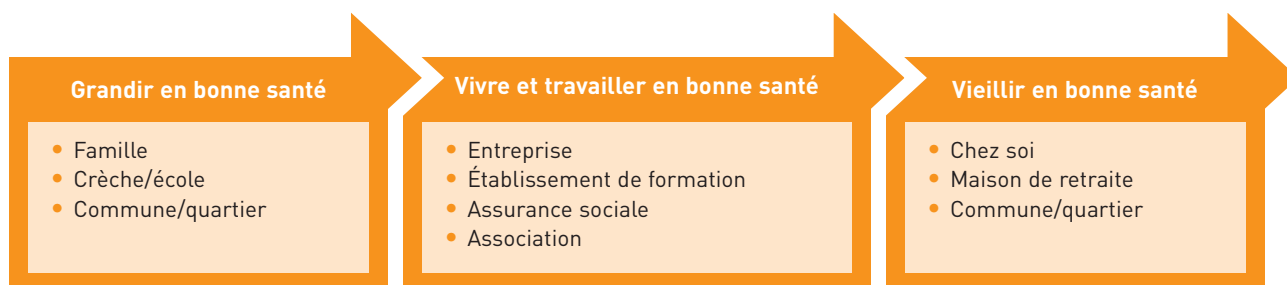 Grandir en bonne santé
• Famille
• Crèche/école
• Commune/quartier
Vivre et travailler en bonne santé
• Entreprise
• Établissement de formation
• Assurance sociale
• Association
Vieillir en bonne santé
• Chez soi
• Maison de retraite
• Commune/quartier